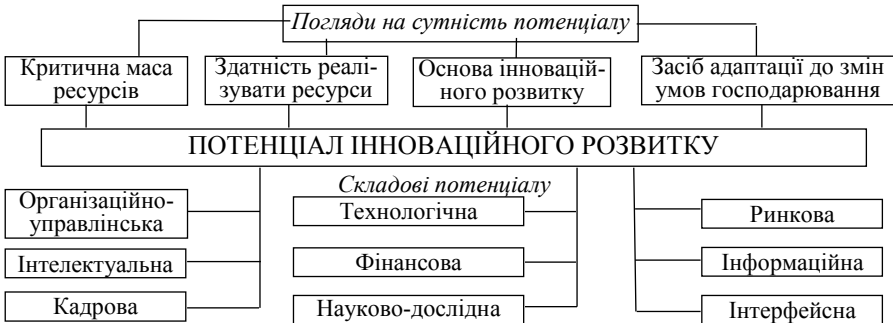 Погляди на сутність потенціалу
Критична маса
ресурсів
Здатність реалі-
зувати ресурси
Основа інновацій-
ного розвитку
Засіб адаптації до змін
умов господарювання
ПОТЕНЦІАЛ ІННОВАЦІЙНОГО РОЗВИТКУ
Складові потенціалу
Організаційно-
управлінська
Інтелектуальна
Кадрова
Технологічна
Фінансова
Науково-дослідна
Ринкова
Інформаційна
Інтерфейсна